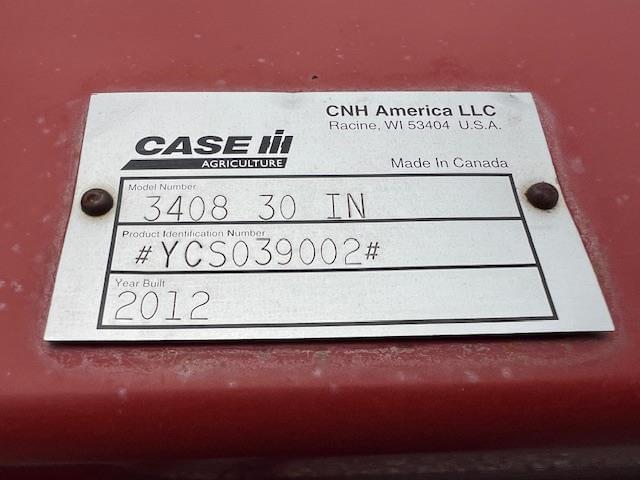 CNH America LLC
Racine, WI 53404 U.S.A.
CASE IH
AGRICULTURE
Made in Canada
Model Number
3408 30 IN
Product Identification Number
#YCS039002#
Year Built
2012